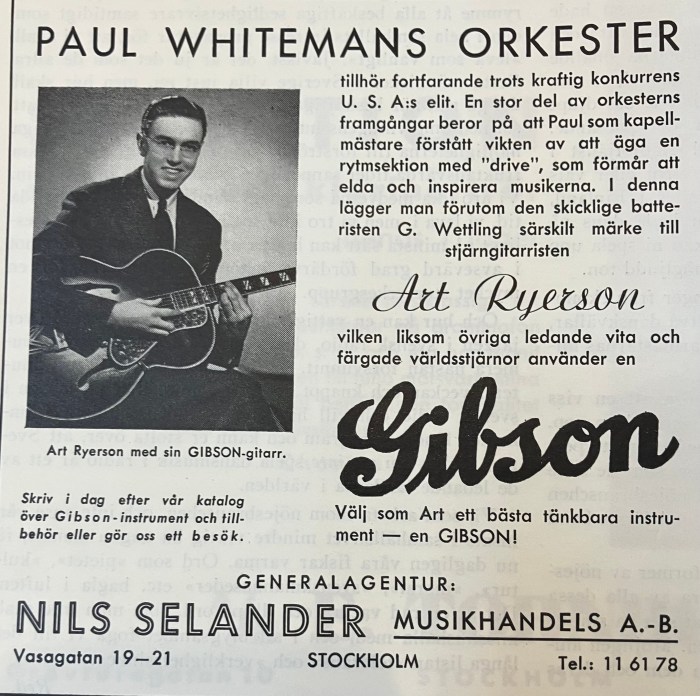 PAUL WHITEMANS ORKESTER
tillhör fortfarande trots kraftig konkurrens
U. S. A:s elit. En stor del av orkesterns
framgångar beror på att Paul som kapell-
mästare förstått vikten av att äga en
rytmsektion med "drive", som förmår att
elda och inspirera musikerna. I denna
lägger man förutom den skicklige batte-
risten G. Wettling särskilt märke till
stjärngitarristen
Art Ryerson
vilken liksom övriga ledande vita och
färgade världsstjärnor använder en
Gibson
Art Ryerson med sin GIBSON-gitarr.
Skriv i dag efter vår katalog
över Gibson-instrument och till-
behör eller gör oss ett besök.
Välj som Art ett bästa tänkbara instru-
ment — en GIBSON!
GENERALAGENTUR:
NILS SELANDER MUSIKHANDELS A.-B.
Vasagatan 19—21 STOCKHOLM Tel.: 11 61 78